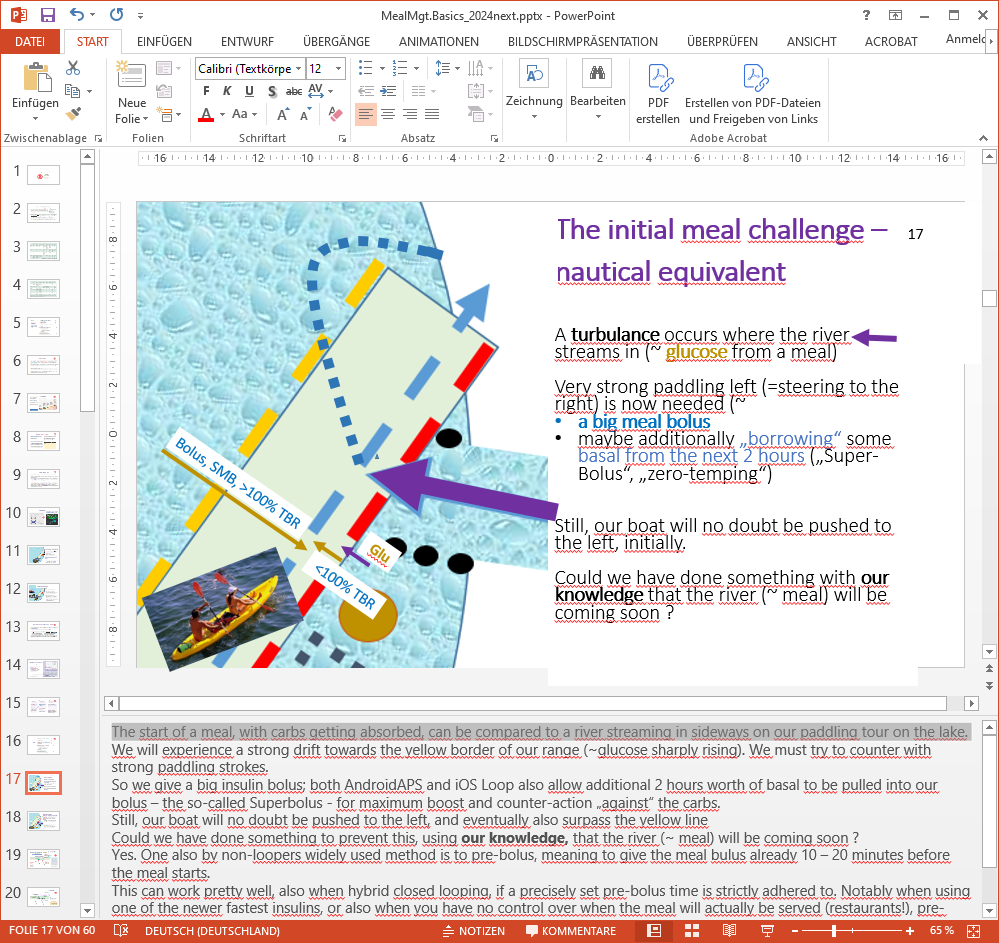 MealMgt.Basics_2024next.pptx - PowerPoint
?
DATEI START EINFÜGEN ENTWURF ÜBERGÄNGE ANIMATIONEN BILDSCHIRMPRÄSENTATION ÜBERPRÜFEN ANSICHT ACROBAT Anmeld
Calibri (Textkörpe 12
F K U S abc AV
A Aa A A
Einfügen
Neue
Folie
Zeichnung Bearbeiten
PDF
erstellen
Erstellen von PDF-Dateien
und Freigeben von Links
Zwischenablage Folien Schriftart Absatz Adobe Acrobat
16 14 12 10 8 6 4 2 0 2 4 6 8 10 12 14 16
8 6 4 2 0 2 4 6 8
1
2
3
4
5
6
7
8
9
10
11
12
13
14
15
16
17
18
19
20
The initial meal challenge –
nautical equivalent
17
A turbulance occurs where the river
streams in (~ glucose from a meal)
Very strong paddling left (=steering to the
right) is now needed (~
• a big meal bolus
• maybe additionally „borrowing“ some
basal from the next 2 hours („Super-
Bolus“, „zero-temping“)
Still, our boat will no doubt be pushed to
the left, initially.
Could we have done something with our
knowledge that the river (~ meal) will be
coming soon ?
Bolus, SMB, >100% TBR
Glu
<100% TBR
The start of a meal, with carbs getting absorbed, can be compared to a river streaming in sideways on our paddling tour on the lake.
We will experience a strong drift towards the yellow border of our range (~glucose sharply rising). We must try to counter with
strong paddling strokes.
So we give a big insulin bolus; both AndroidAPS and iOS Loop also allow additional 2 hours worth of basal to be pulled into our
bolus – the so-called Superbolus - for maximum boost and counter-action „against“ the carbs.
Still, our boat will no doubt be pushed to the left, and eventually also surpass the yellow line
Could we have done something to prevent this, using our knowledge, that the river (~ meal) will be coming soon ?
Yes. One also by non-loopers widely used method is to pre-bolus, meaning to give the meal bulus already 10 – 20 minutes before
the meal starts.
This can work pretty well, also when hybrid closed looping, if a precisely set pre-bolus time is strictly adhered to. Notably when using
one of the newer fastest insulins, or also when you have no control over when the meal will actually be served (restaurants!), pre-
FOLIE 17 VON 60 DEUTSCH (DEUTSCHLAND) NOTIZEN KOMMENTARE 65 %